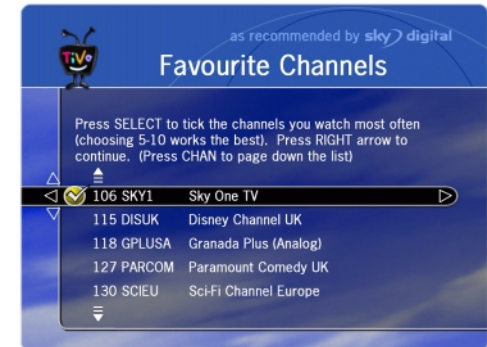 as recommended by sky digital
TiVo
Favourite Channels
Press SELECT to tick the channels you watch most often
(choosing 5-10 works the best). Press RIGHT arrow to
continue. (Press CHAN to page down the list)
106 SKY1 Sky One TV
115 DISUK Disney Channel UK
118 GPLUSA Granada Plus (Analog)
127 PARCOM Paramount Comedy UK
130 SCIEU Sci-Fi Channel Europe